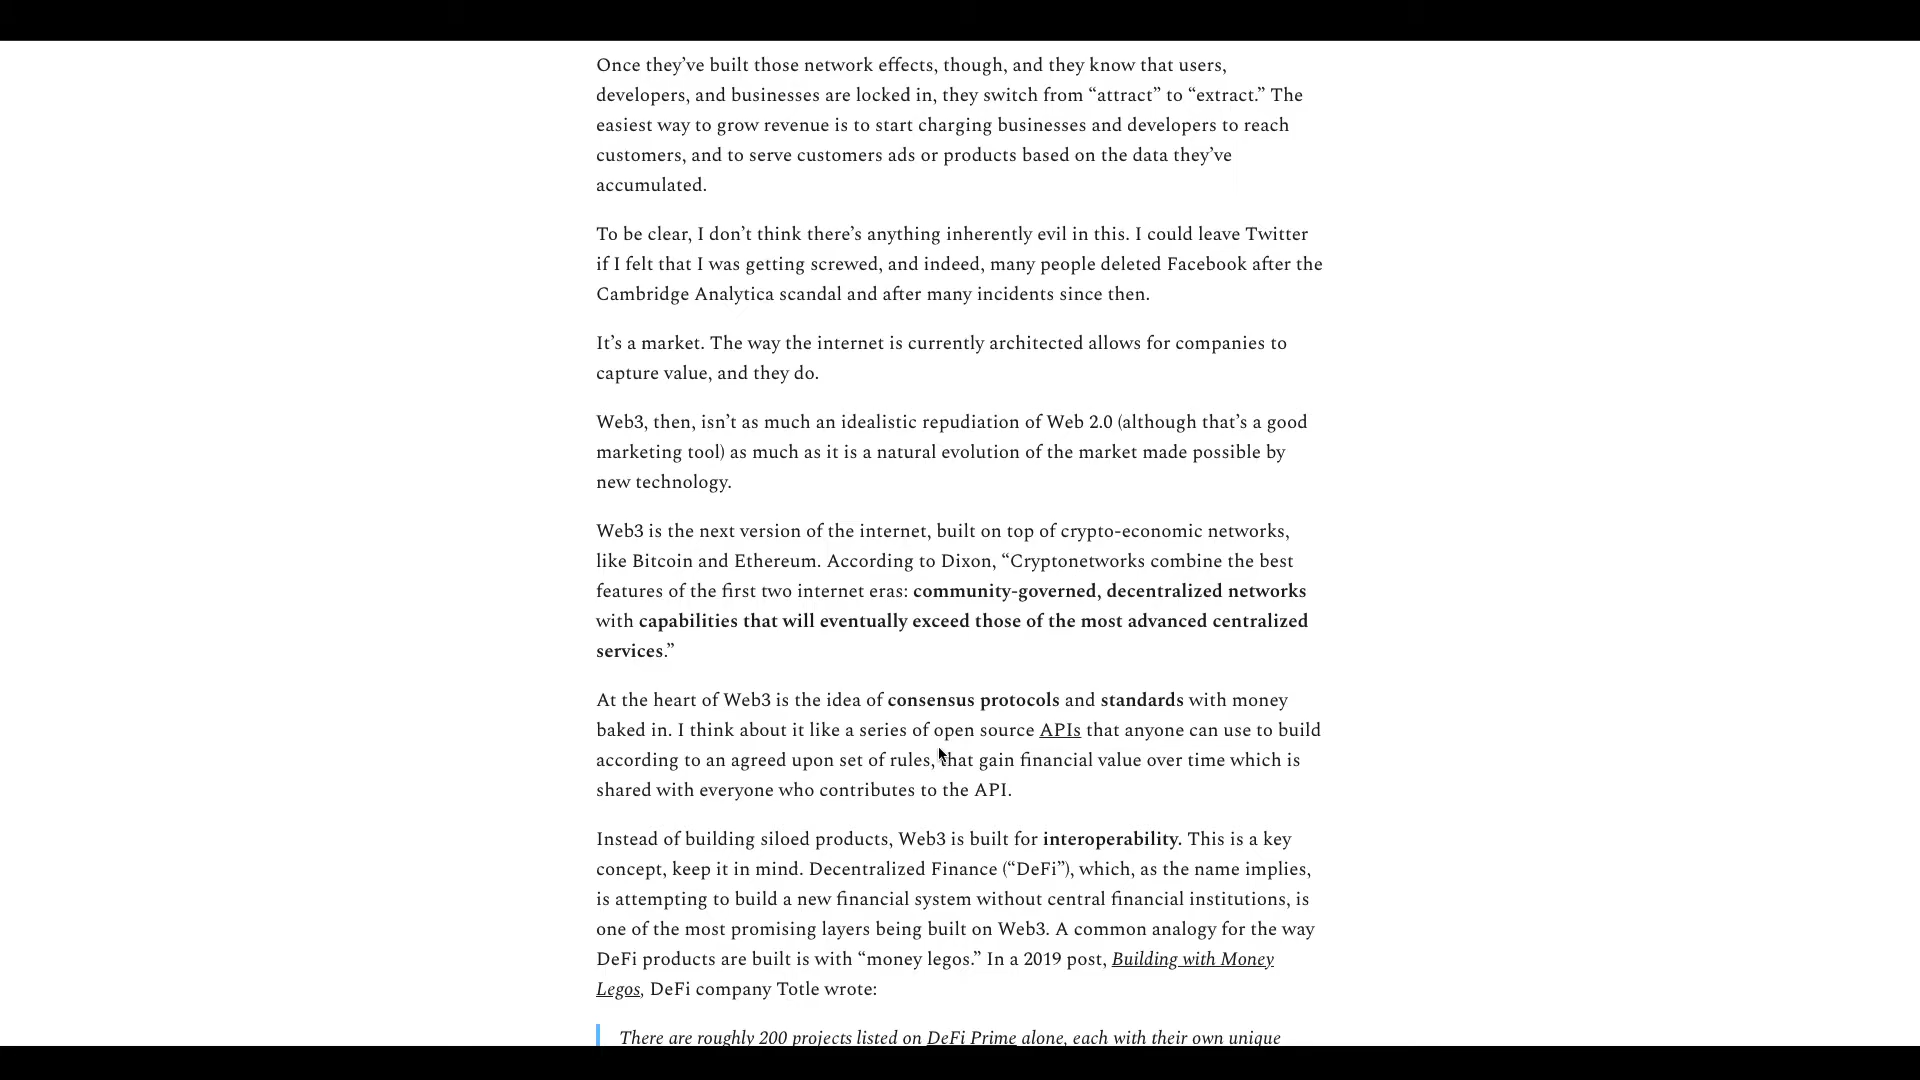 Once they’ve built those network effects, though, and they know that users,
developers, and businesses are locked in, they switch from “attract” to “extract.” The
easiest way to grow revenue is to start charging businesses and developers to reach
customers, and to serve customers ads or products based on the data they’ve
accumulated.
To be clear, I don’t think there’s anything inherently evil in this. I could leave Twitter
if I felt that I was getting screwed, and indeed, many people deleted Facebook after the
Cambridge Analytica scandal and after many incidents since then.
It’s a market. The way the internet is currently architected allows for companies to
capture value, and they do.
Web3, then, isn’t as much an idealistic repudiation of Web 2.0 (although that’s a good
marketing tool) as much as it is a natural evolution of the market made possible by
new technology.
Web3 is the next version of the internet, built on top of crypto-economic networks,
like Bitcoin and Ethereum. According to Dixon, “Cryptonetworks combine the best
features of the first two internet eras: community-governed, decentralized networks
with capabilities that will eventually exceed those of the most advanced centralized
services.”
At the heart of Web3 is the idea of consensus protocols and standards with money
baked in. I think about it like a series of open source APIs that anyone can use to build
according to an agreed upon set of rules, that gain financial value over time which is
shared with everyone who contributes to the API.
Instead of building siloed products, Web3 is built for interoperability. This is a key
concept, keep it in mind. Decentralized Finance (“DeFi”), which, as the name implies,
is attempting to build a new financial system without central financial institutions, is
one of the most promising layers being built on Web3. A common analogy for the way
DeFi products are built is with “money legos.” In a 2019 post, Building with Money
Legos, DeFi company Totle wrote:
There are roughly 200 projects listed on DeFi Prime alone, each with their own unique